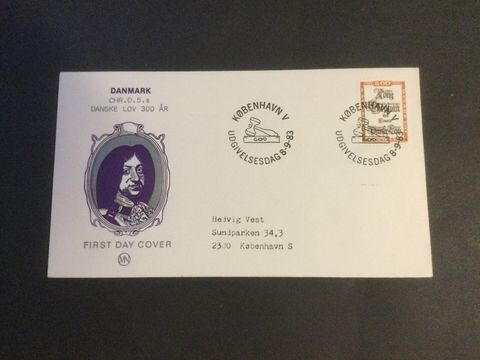 DANMARK
CHR.D.5.s
DANSKE LOV 300 ÅR
FIRST DAY COVER
KØBENHAVN V
UDGIVELSESDAG 8-9-83
KØBENHAVN V
UDGIVELSESDAG 8-9-83
500
Hedvig Vest
Sundparken 34,3
2300 København S